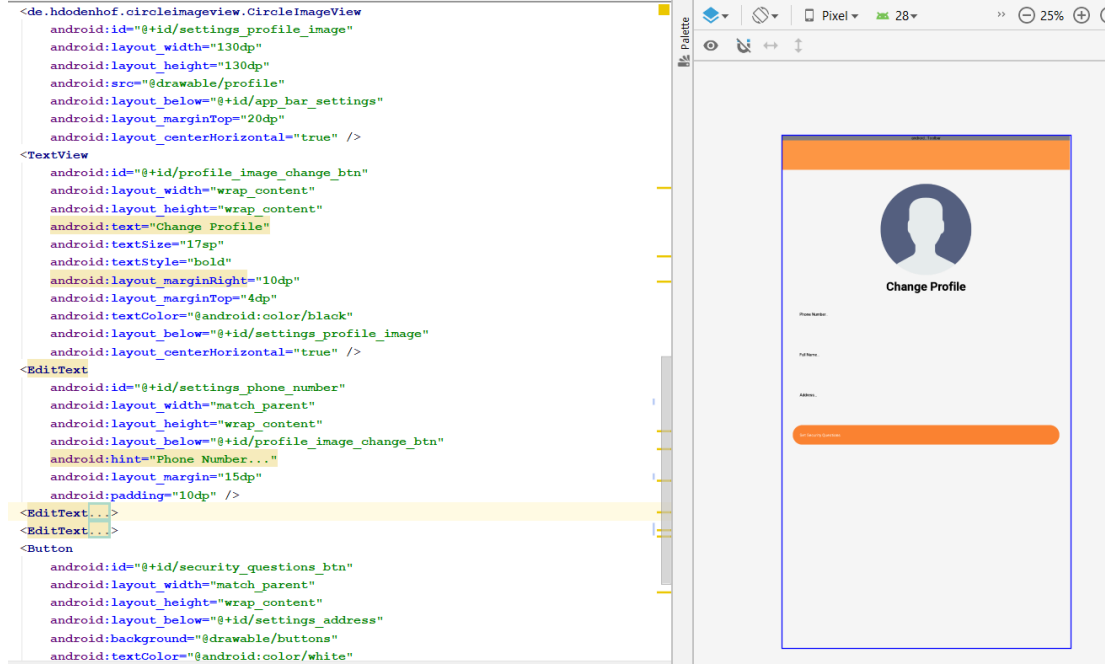 <de.hdodenhof.circleimageview.CircleImageView
android:id="@+id/settings_profile_image"
android:layout_width="130dp"
android:layout_height="130dp"
android:src="@drawable/profile"
android:layout_below="@+id/app_bar_settings"
android:layout_marginTop="20dp"
android:layout_centerHorizontal="true" />
<TextView
android:id="@+id/profile_image_change_btn"
android:layout_width="wrap_content"
android:layout_height="wrap_content"
android:text="Change Profile"
android:textSize="17sp"
android:textStyle="bold"
android:layout_marginRight="10dp"
android:layout_marginTop="4dp"
android:textColor="@android:color/black"
android:layout_below="@+id/settings_profile_image"
android:layout_centerHorizontal="true" />
<EditText
android:id="@+id/settings_phone_number"
android:layout_width="match_parent"
android:layout_height="wrap_content"
android:layout_below="@+id/profile_image_change_btn"
android:hint="Phone Number..."
android:layout_margin="15dp"
android:padding="10dp" />
<EditText...>
<EditText...>
<Button
android:id="@+id/security_questions_btn"
android:layout_width="match_parent"
android:layout_height="wrap_content"
android:layout_below="@+id/settings_address"
android:background="@drawable/buttons"
android:textColor="@android:color/white"
Palette
Pixel 28 25%
Change Profile
Phone Number...
Full Name...
Address...